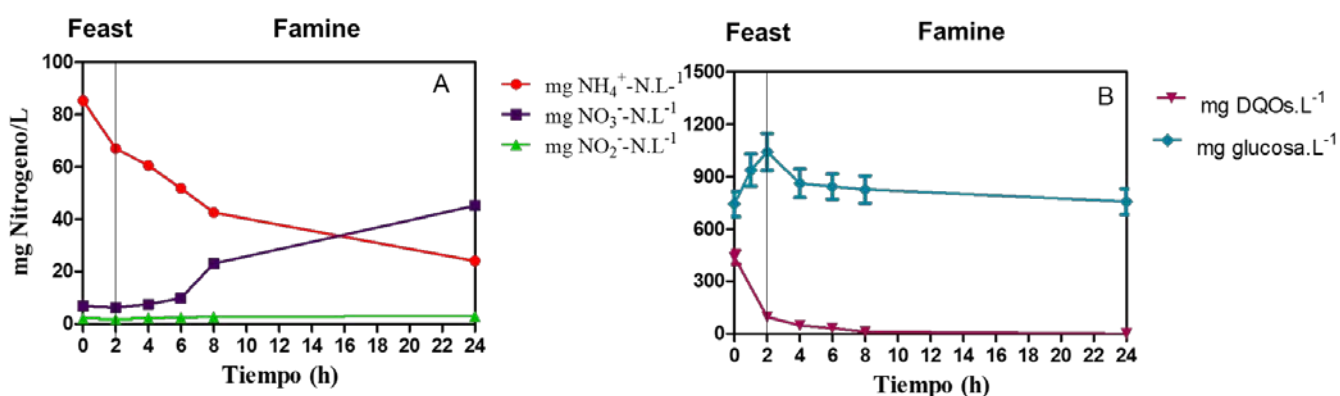 Feast Famine
100
80
60
40
20
0
mg Nitrogeno/L
A
0 2 4 6 8 10 12 14 16 18 20 22 24
Tiempo (h)
mg NH₄⁺-N.L-¹
mg NO₃⁻-N.L⁻¹
mg NO₂⁻-N.L⁻¹
Feast Famine
1500
1200
900
600
300
0
B
0 2 4 6 8 10 12 14 16 18 20 22 24
Tiempo (h)
mg DQOs.L⁻¹
mg glucosa.L⁻¹